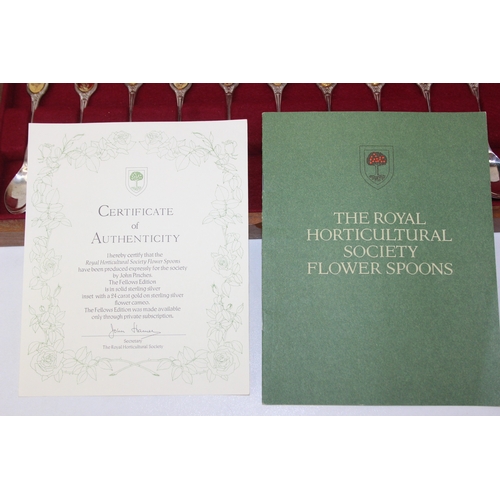 CERTIFICATE
of
AUTHENTICITY
I hereby certify that the
Royal Horticultural Society Flower Spoons
have been produced expressly for the society
by John Pinches.
The Fellows Edition
is in solid sterling silver
inset with a 24 carat gold on sterling silver
flower cameo.
The Fellows Edition was made available
only through private subscription.
Secretary
The Royal Horticultural Society
THE ROYAL
HORTICULTURAL
SOCIETY
FLOWER SPOONS